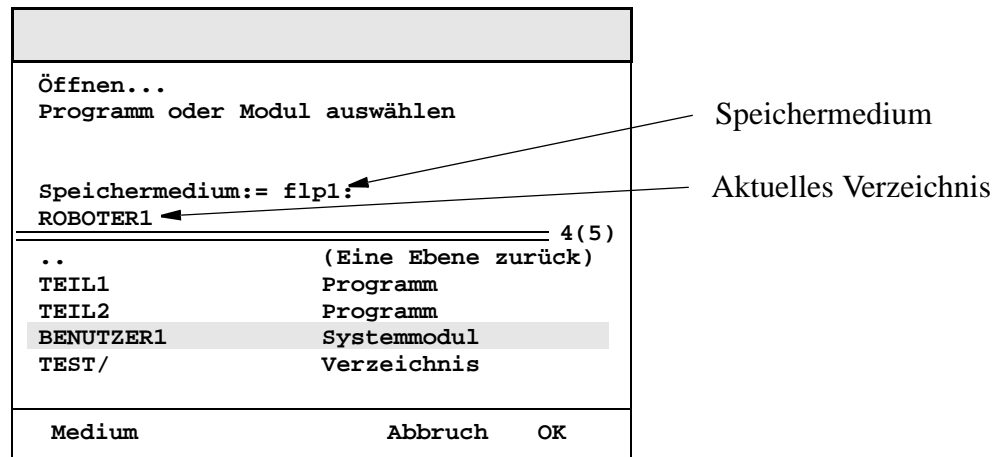 Öffnen...
Programm oder Modul auswählen
Speichermedium
Speichermedium:= flp1:
Aktuelles Verzeichnis
ROBOTER1
4(5)
.. (Eine Ebene zurück)
TEIL1 Programm
TEIL2 Programm
BENUTZER1 Systemmodul
TEST/ Verzeichnis
Medium Abbruch OK